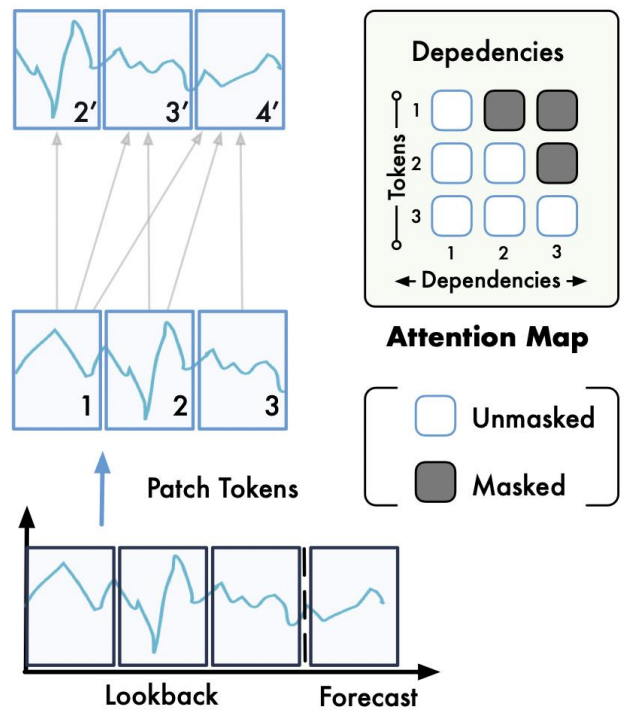 2′ 3′ 4′
Depedencies
Tokens
1
2
3
1 2 3
Dependencies
Attention Map
1 2 3
Unmasked
Masked
Patch Tokens
Lookback Forecast